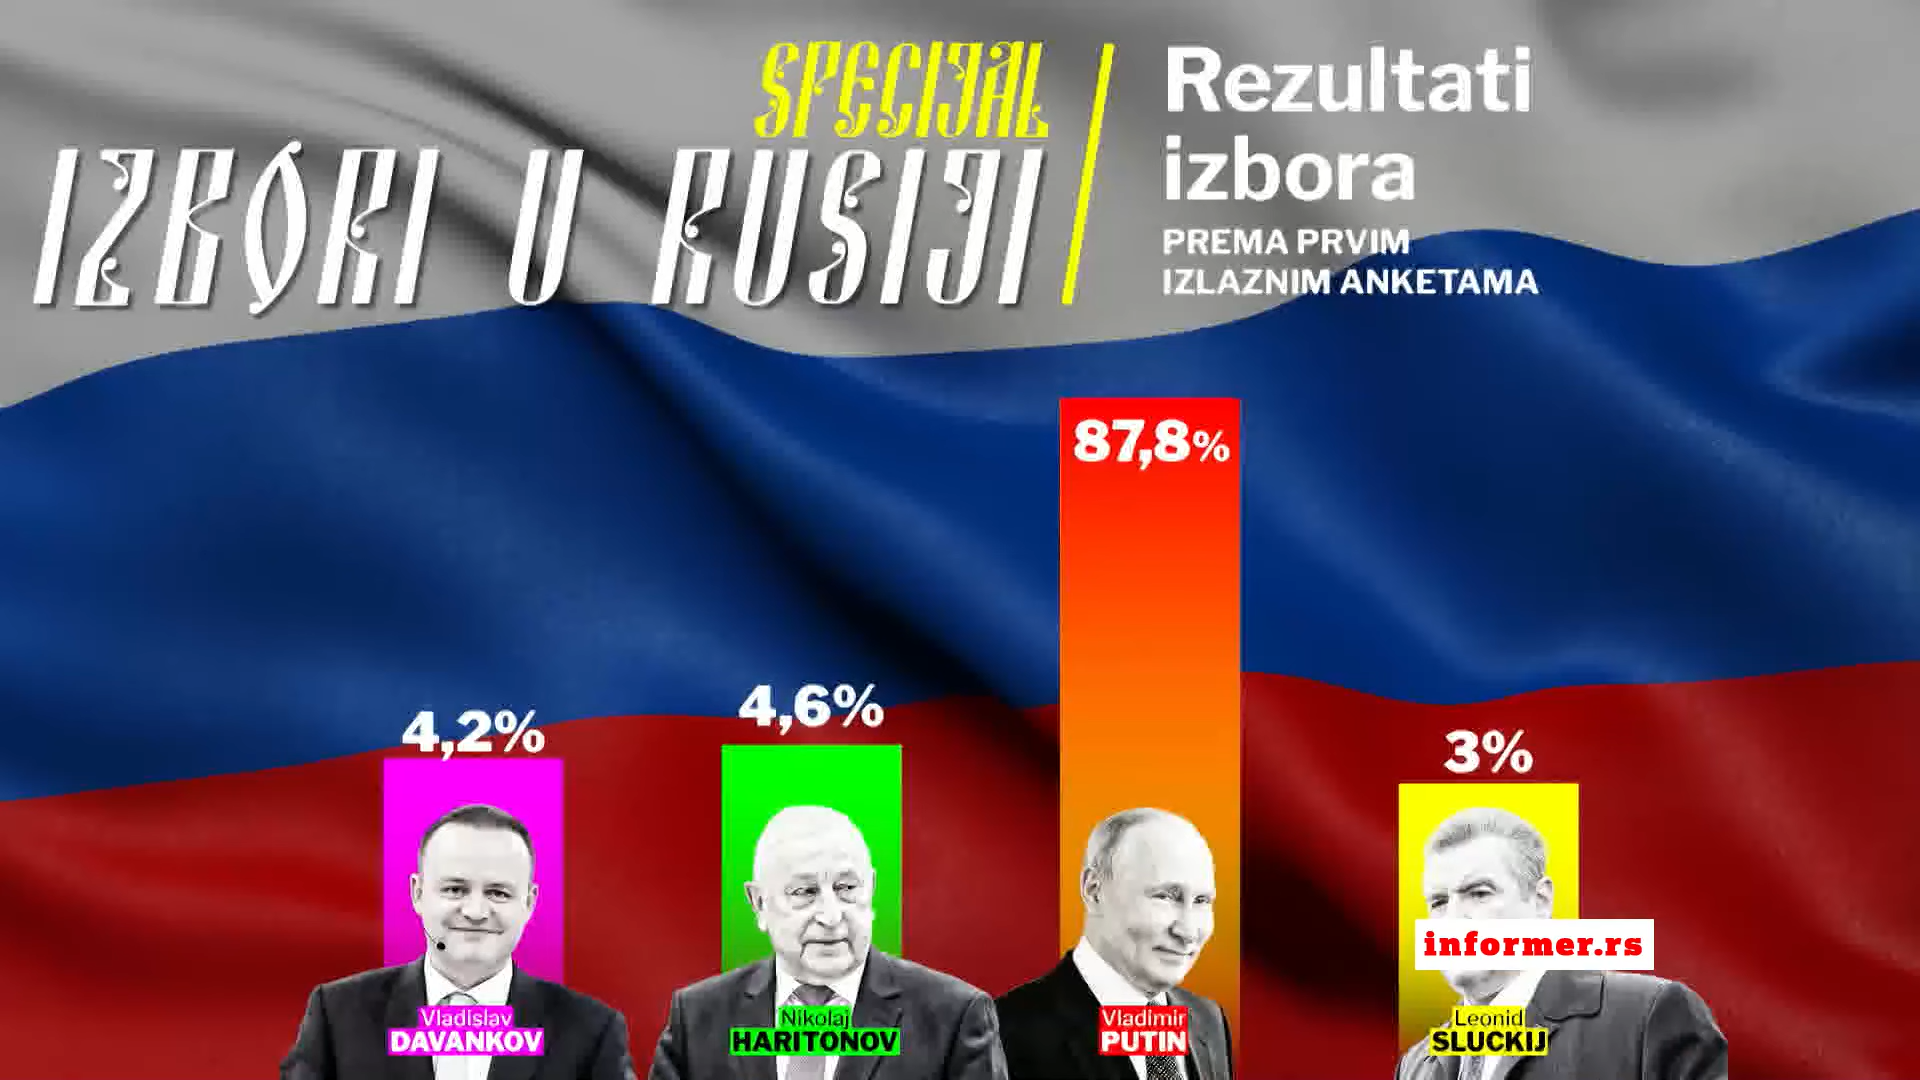 SPECIJAL
IZBORI U RUSIJI
Rezultati
izbora
PREMA PRVIM
IZLAZNIM ANKETAMA
4,2%
4,6%
87,8%
3%
Vladislav
DAVANKOV
Nikolaj
HARITONOV
Vladimir
PUTIN
informer.rs
Leonid
SLUCKIJ